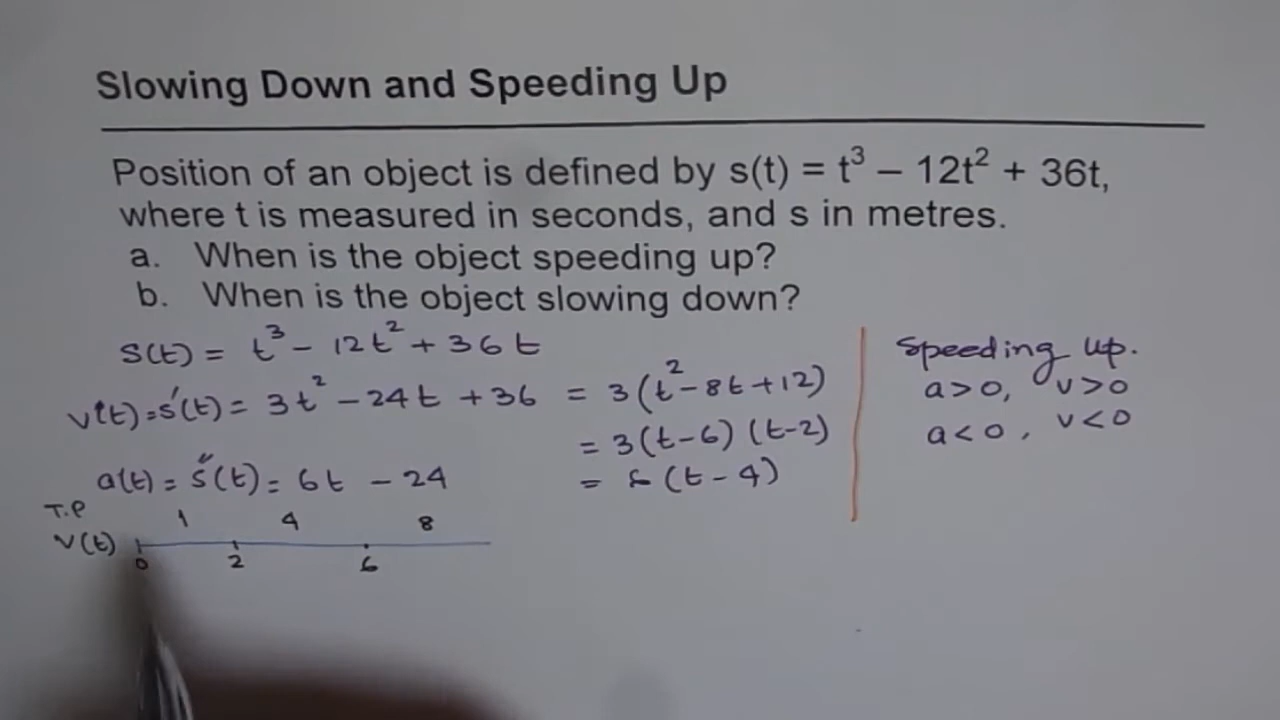 Slowing Down and Speeding Up
Position of an object is defined by s(t) = t³ – 12t² + 36t,
where t is measured in seconds, and s in metres.
a. When is the object speeding up?
b. When is the object slowing down?
s(t) = t³ - 12t² + 36t
v(t) = s'(t) = 3t² - 24t + 36 = 3(t² - 8t + 12)
= 3(t-6)(t-2)
a(t) = s''(t) = 6t - 24 = 6(t-4)
Speeding up.
a>0, v>0
a<0, v<0
T.P 1 4 8
v(t)
0 2 6